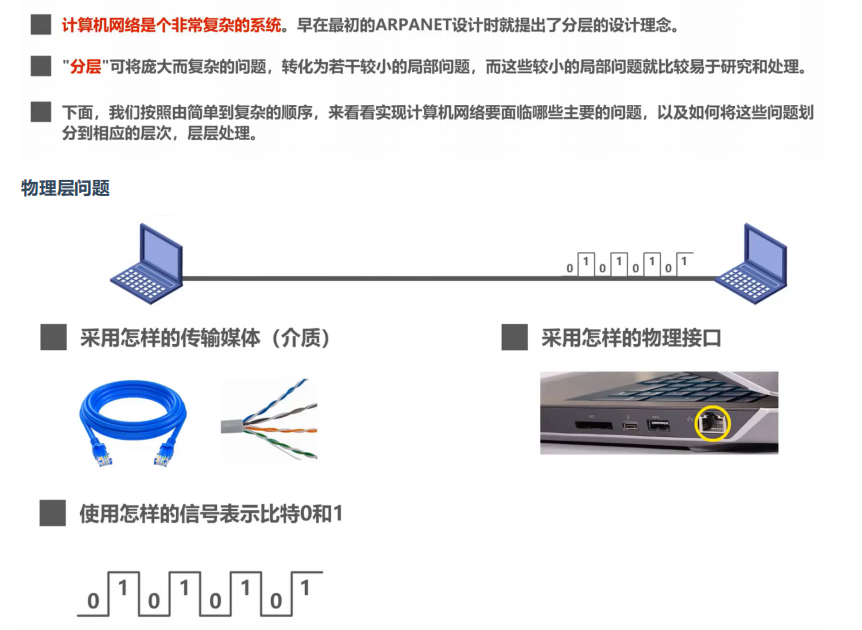 计算机网络是个非常复杂的系统。早在最初的ARPANET设计时就提出了分层的设计理念。
"分层"可将庞大而复杂的问题，转化为若干较小的局部问题，而这些较小的局部问题就比较易于研究和处理。
下面，我们按照由简单到复杂的顺序，来看看实现计算机网络要面临哪些主要的问题，以及如何将这些问题划
分到相应的层次，层层处理。
物理层问题
0 1 0 1 0 1 0 1
采用怎样的传输媒体（介质）
采用怎样的物理接口
使用怎样的信号表示比特0和1
0 1 0 1 0 1 0 1